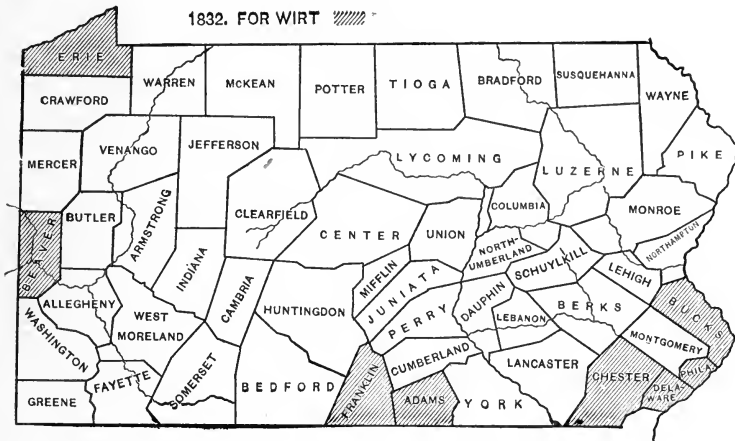 1832. FOR WIRT
ERIE
CRAWFORD
WARREN
McKEAN
POTTER
TIOGA
BRADFORD
SUSQUEHANNA
WAYNE
MERCER
VENANGO
JEFFERSON
LYCOMING
LUZERNE
PIKE
BEAVER
BUTLER
ARMSTRONG
CLEARFIELD
CENTER
UNION
COLUMBIA
MONROE
NORTHAMPTON
INDIANA
CAMBRIA
HUNTINGDON
MIFFLIN
JUNIATA
NORTH-
UMBERLAND
SCHUYLKILL
LEHIGH
ALLEGHENY
WEST
MORELAND
PERRY
DAUPHIN
LEBANON
BERKS
BUCKS
WASHINGTON
MONTGOMERY
CUMBERLAND
LANCASTER
CHESTER
PHILA.
DELA-
WARE
GREENE
FAYETTE
SOMERSET
BEDFORD
FRANKLIN
ADAMS
YORK